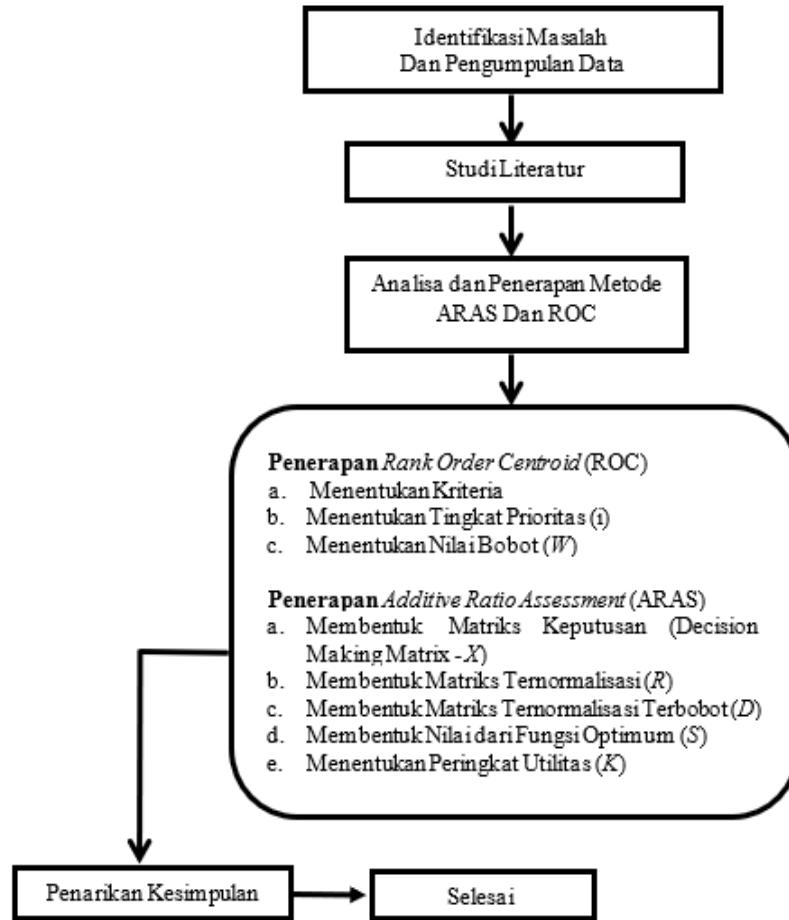 Identifikasi Masalah
Dan Pengumpulan Data
Studi Literatur
Analisa dan Penerapan Metode
ARAS Dan ROC
Penerapan Rank Order Centroid (ROC)
a. Menentukan Kriteria
b. Menentukan Tingkat Prioritas (i)
c. Menentukan Nilai Bobot (W)
Penerapan Additive Ratio Assessment (ARAS)
a. Membentuk Matriks Keputusan (Decision
Making Matrix - X)
b. Membentuk Matriks Ternormalisasi (R)
c. Membentuk Matriks Ternormalisasi Terbobot (D)
d. Membentuk Nilai dari Fungsi Optimum (S)
e. Menentukan Peringkat Utilitas (K)
Penarikan Kesimpulan
Selesai